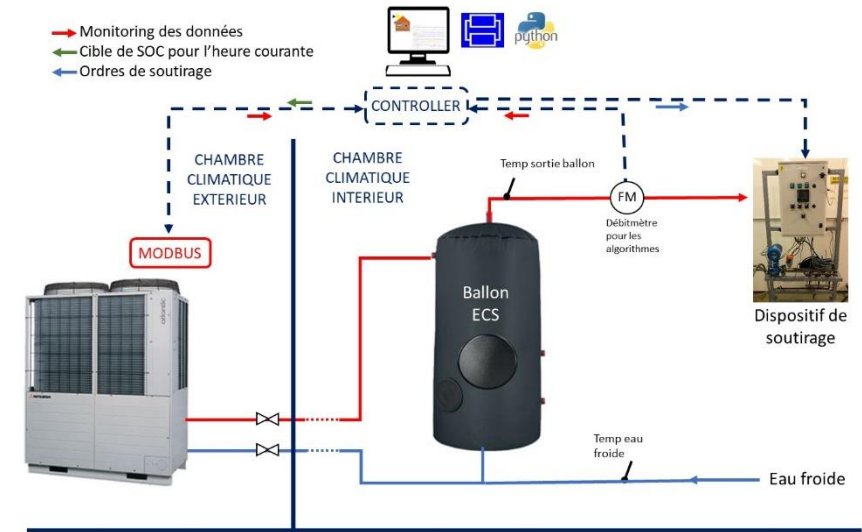 Monitoring des données
Cible de SOC pour l'heure courante
Ordres de soutirage
python
CONTROLLER
CHAMBRE
CLIMATIQUE
EXTERIEUR
CHAMBRE
CLIMATIQUE
INTERIEUR
Temp sortie ballon
FM
Débitmètre
pour les
algorithmes
MODBUS
atlantic
Ballon
ECS
Dispositif de
soutirage
Temp eau
froide
Eau froide